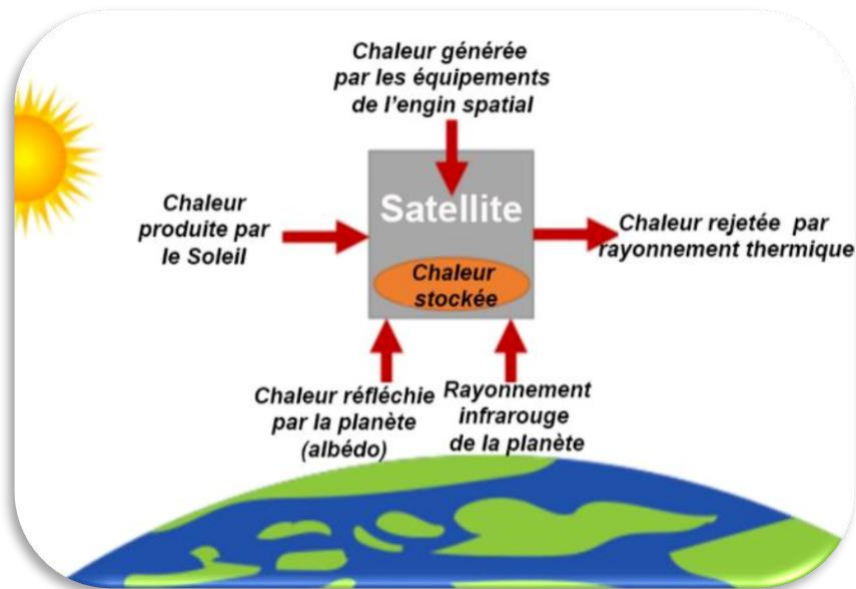 Chaleur générée
par les équipements
de l'engin spatial
Satellite
Chaleur
produite par
le Soleil
Chaleur rejetée par
rayonnement thermique
Chaleur
stockée
Chaleur réfléchie
par la planète
(albédo)
Rayonnement
infrarouge
de la planète